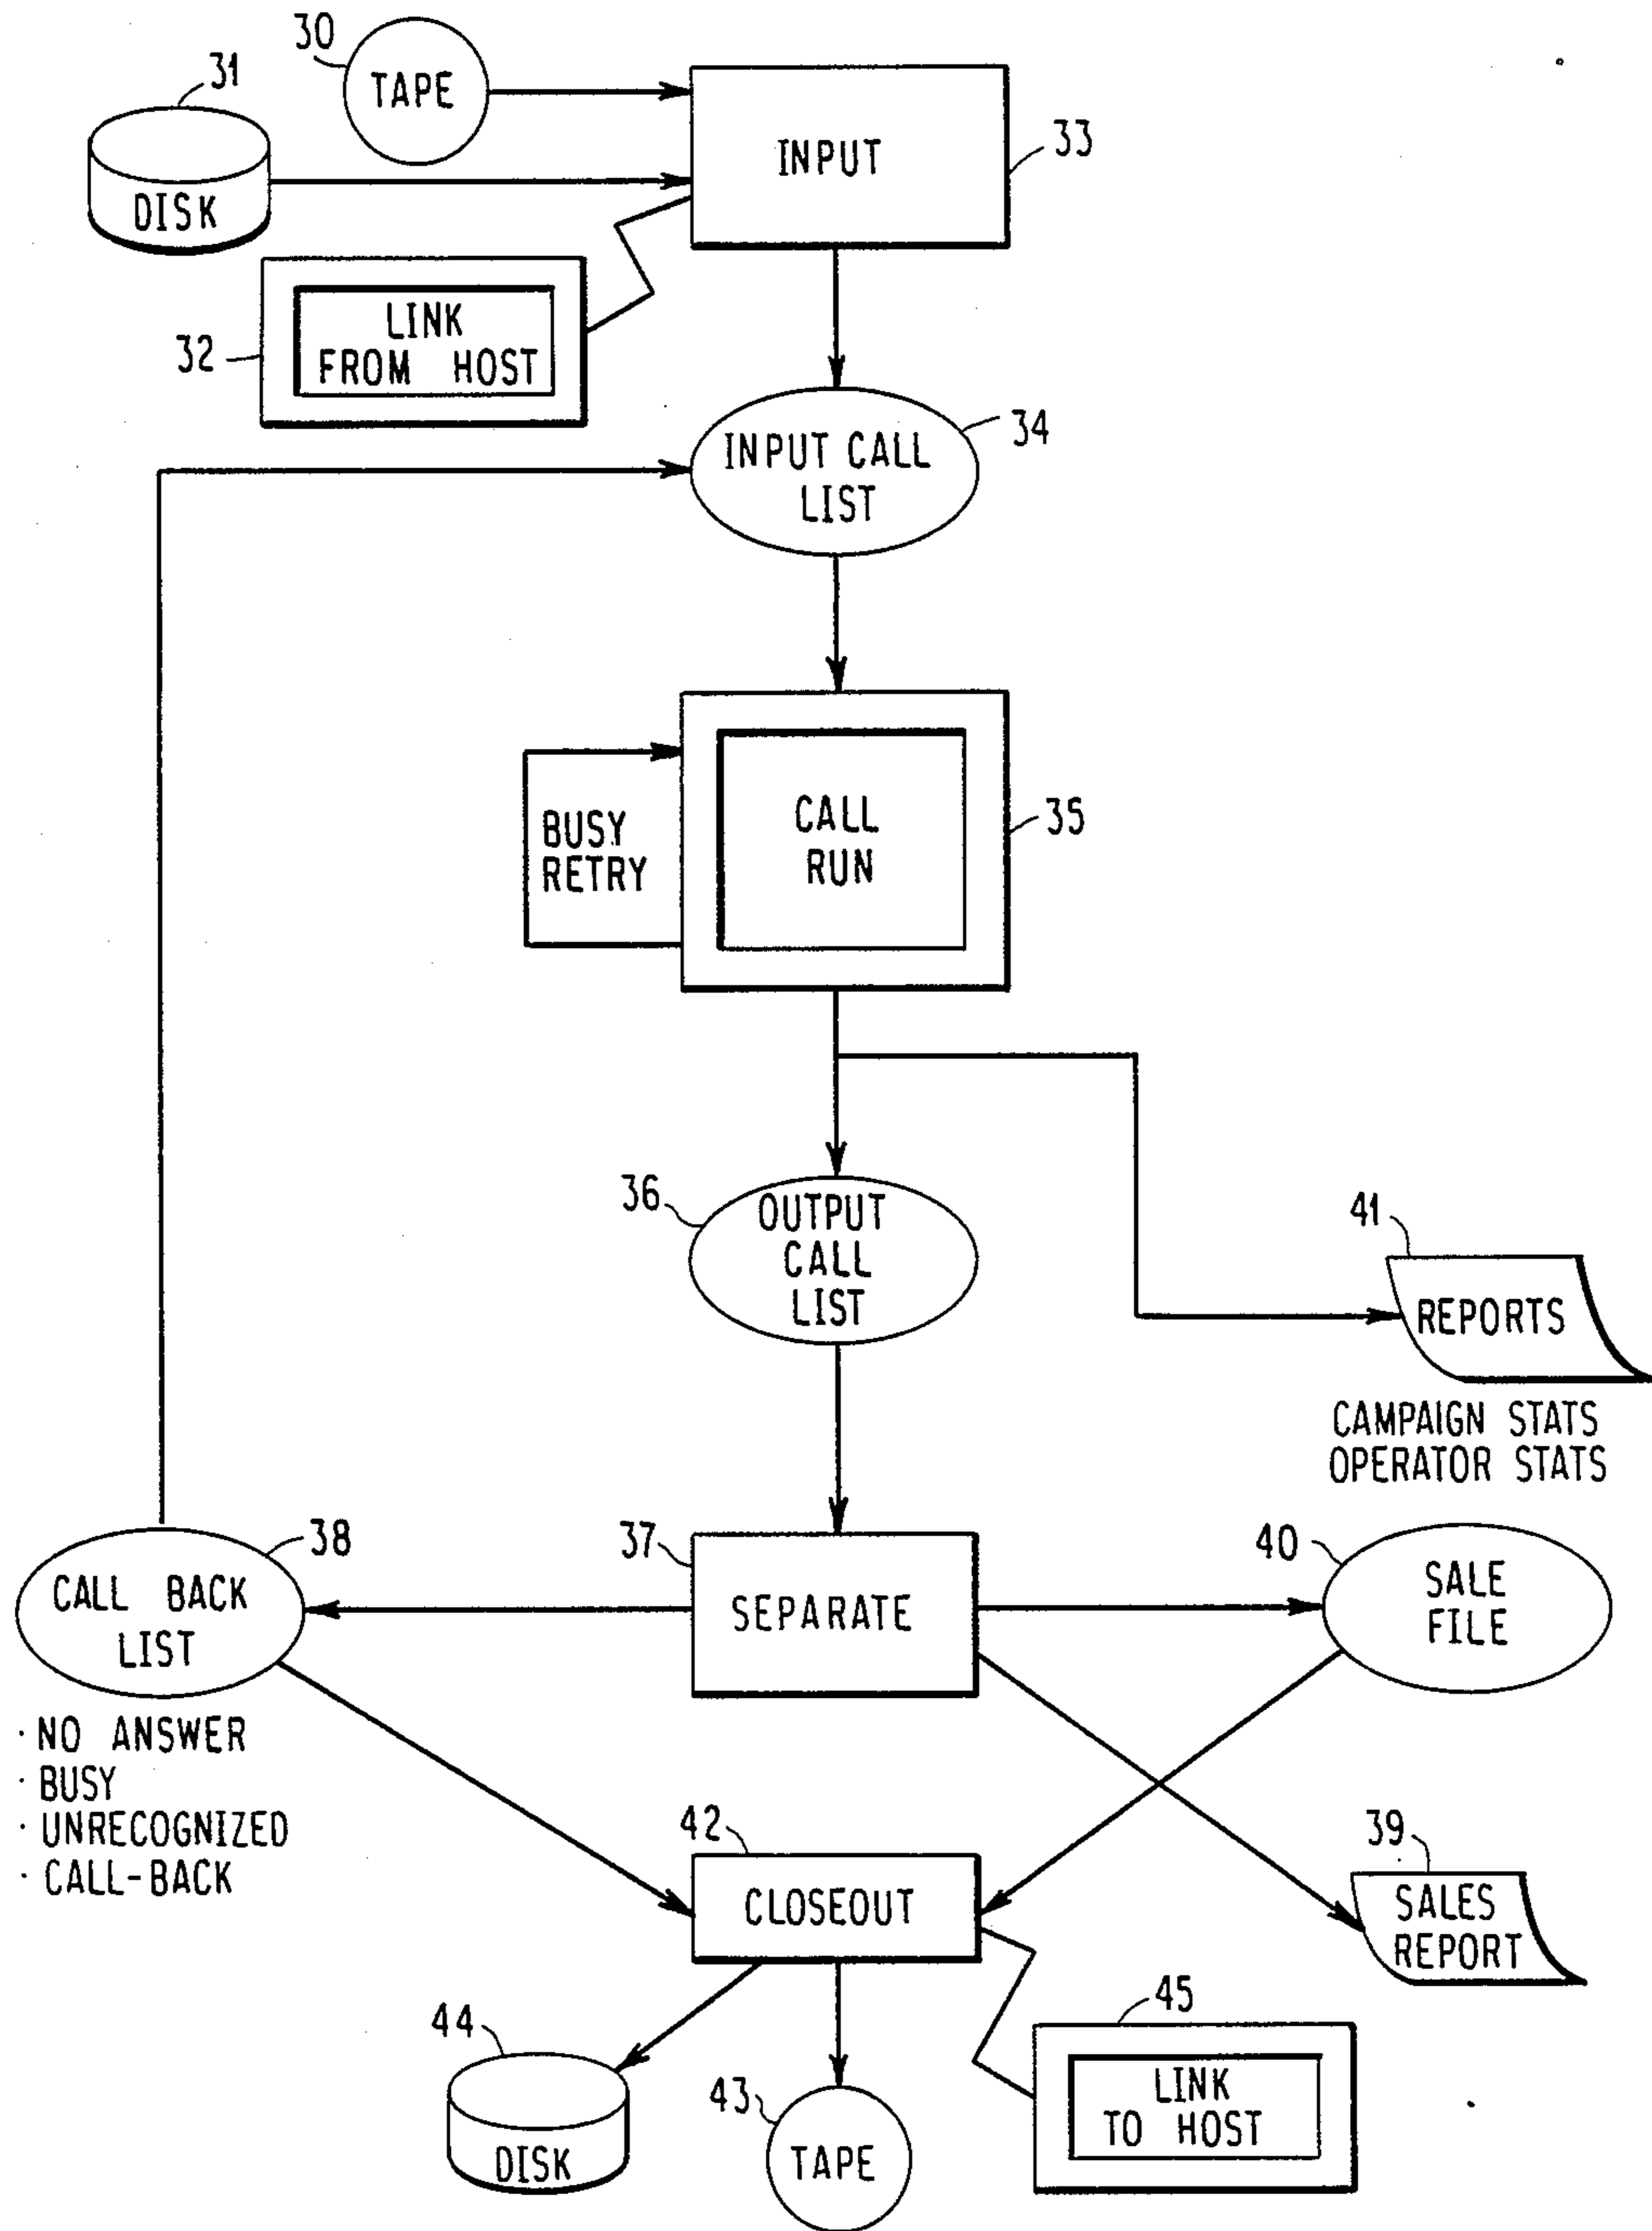 30
TAPE
31
DISK
INPUT
33
LINK
FROM HOST
32
34
INPUT CALL
LIST
BUSY
RETRY
CALL
RUN
35
36
OUTPUT
CALL
LIST
41
REPORTS
CAMPAIGN STATS
OPERATOR STATS
38
CALL BACK
LIST
· NO ANSWER
· BUSY
· UNRECOGNIZED
· CALL-BACK
37
SEPARATE
40
SALE
FILE
42
CLOSEOUT
39
SALES
REPORT
44
DISK
43
TAPE
45
LINK
TO HOST